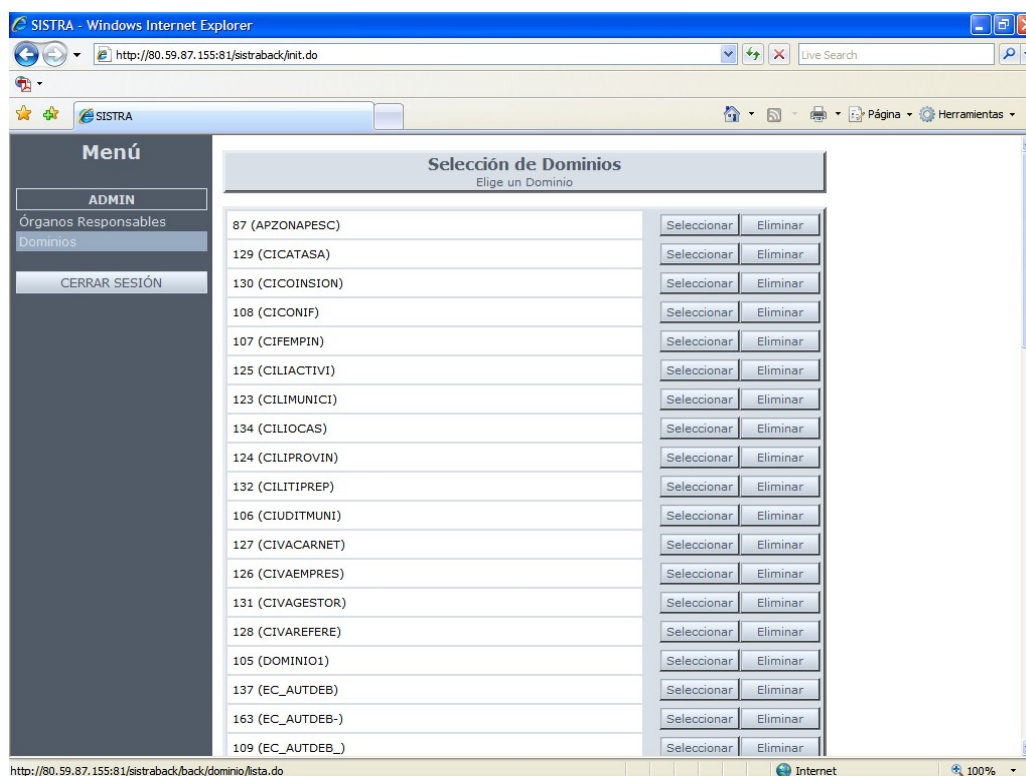 SISTRA - Windows Internet Explorer
http://80.59.87.155:81/sistraback/init.do
Live Search
SISTRA
Página
Herramientas
Menú
ADMIN
Órganos Responsables
Dominios
CERRAR SESIÓN
Selección de Dominios
Elige un Dominio
87 (APZONAPESC) Seleccionar Eliminar
129 (CICATASA) Seleccionar Eliminar
130 (CICOINSION) Seleccionar Eliminar
108 (CICONIF) Seleccionar Eliminar
107 (CIFEMPIN) Seleccionar Eliminar
125 (CILIACTIVI) Seleccionar Eliminar
123 (CILIMUNICI) Seleccionar Eliminar
134 (CILIOCAS) Seleccionar Eliminar
124 (CILIPROVIN) Seleccionar Eliminar
132 (CILITIPREP) Seleccionar Eliminar
106 (CIUDITMUNI) Seleccionar Eliminar
127 (CIVACARNET) Seleccionar Eliminar
126 (CIVAEMPRES) Seleccionar Eliminar
131 (CIVAGESTOR) Seleccionar Eliminar
128 (CIVAREFERE) Seleccionar Eliminar
105 (DOMINIO1) Seleccionar Eliminar
137 (EC_AUTDEB) Seleccionar Eliminar
163 (EC_AUTDEB-) Seleccionar Eliminar
109 (EC_AUTDEB_) Seleccionar Eliminar
http://80.59.87.155:81/sistraback/back/dominio/lista.do
Internet
100%